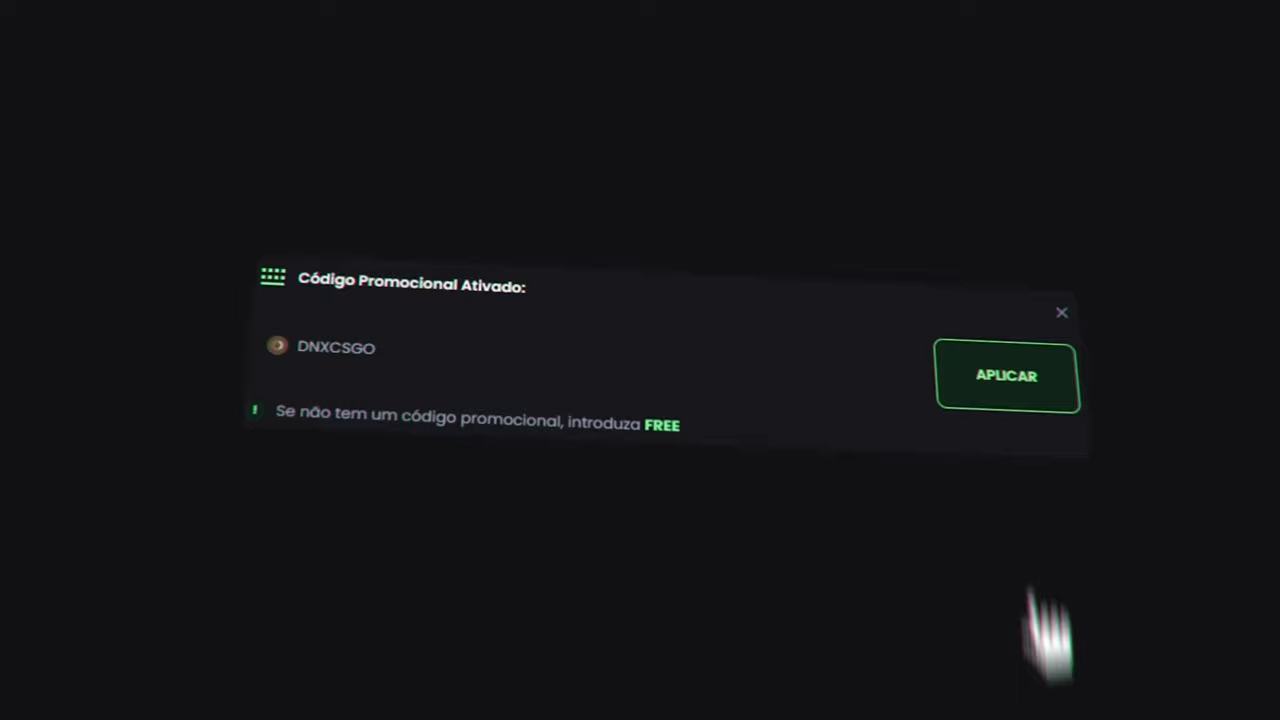 Código Promocional Ativado:
DNXCSGO
APLICAR
Se não tem um código promocional, introduza FREE